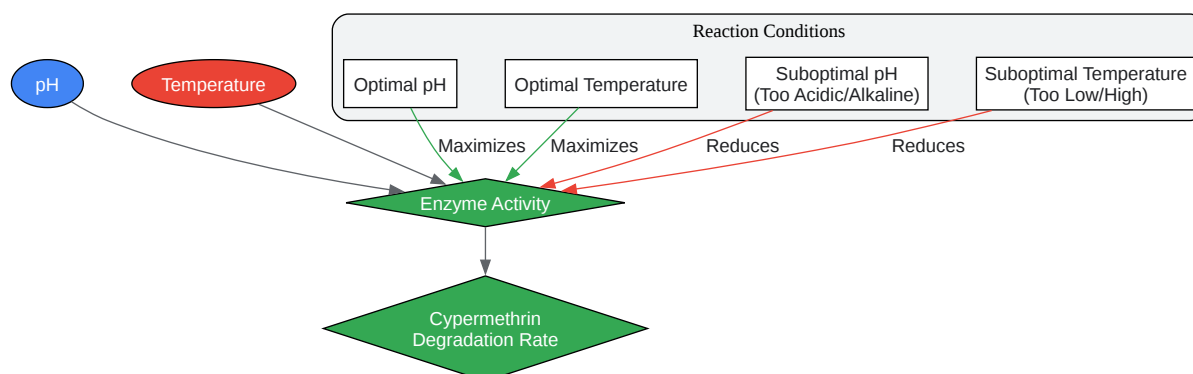 Reaction Conditions
pH
Temperature
Optimal pH
Optimal Temperature
Suboptimal pH
(Too Acidic/Alkaline)
Suboptimal Temperature
(Too Low/High)
Maximizes
Maximizes
Reduces
Reduces
Enzyme Activity
Cypermethrin
Degradation Rate